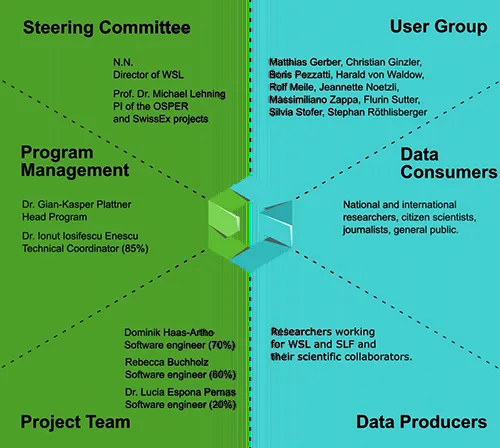 Steering Committee
N.N.
Director of WSL
Prof. Dr. Michael Lehning
PI of the OSPER
and SwissEx projects
User Group
Matthias Gerber, Christian Ginzler,
Boris Pezzatti, Harald von Waldow,
Rolf Meile, Jeannette Noetzli,
Massimiliano Zappa, Flurin Sutter,
Silvia Stofer, Stephan Röthlisberger
Program
Management
Dr. Gian-Kasper Plattner
Head Program
Dr. Ionut Iosifescu Enescu
Technical Coordinator (85%)
Data
Consumers
National and international
researchers, citizen scientists,
journalists, general public.
Dominik Haas-Artho
Software engineer (70%)
Rebecca Buchholz
Software engineer (60%)
Dr. Lucia Espona Pernas
Software engineer (20%)
Project Team
Researchers working
for WSL and SLF and
their scientific collaborators.
Data Producers